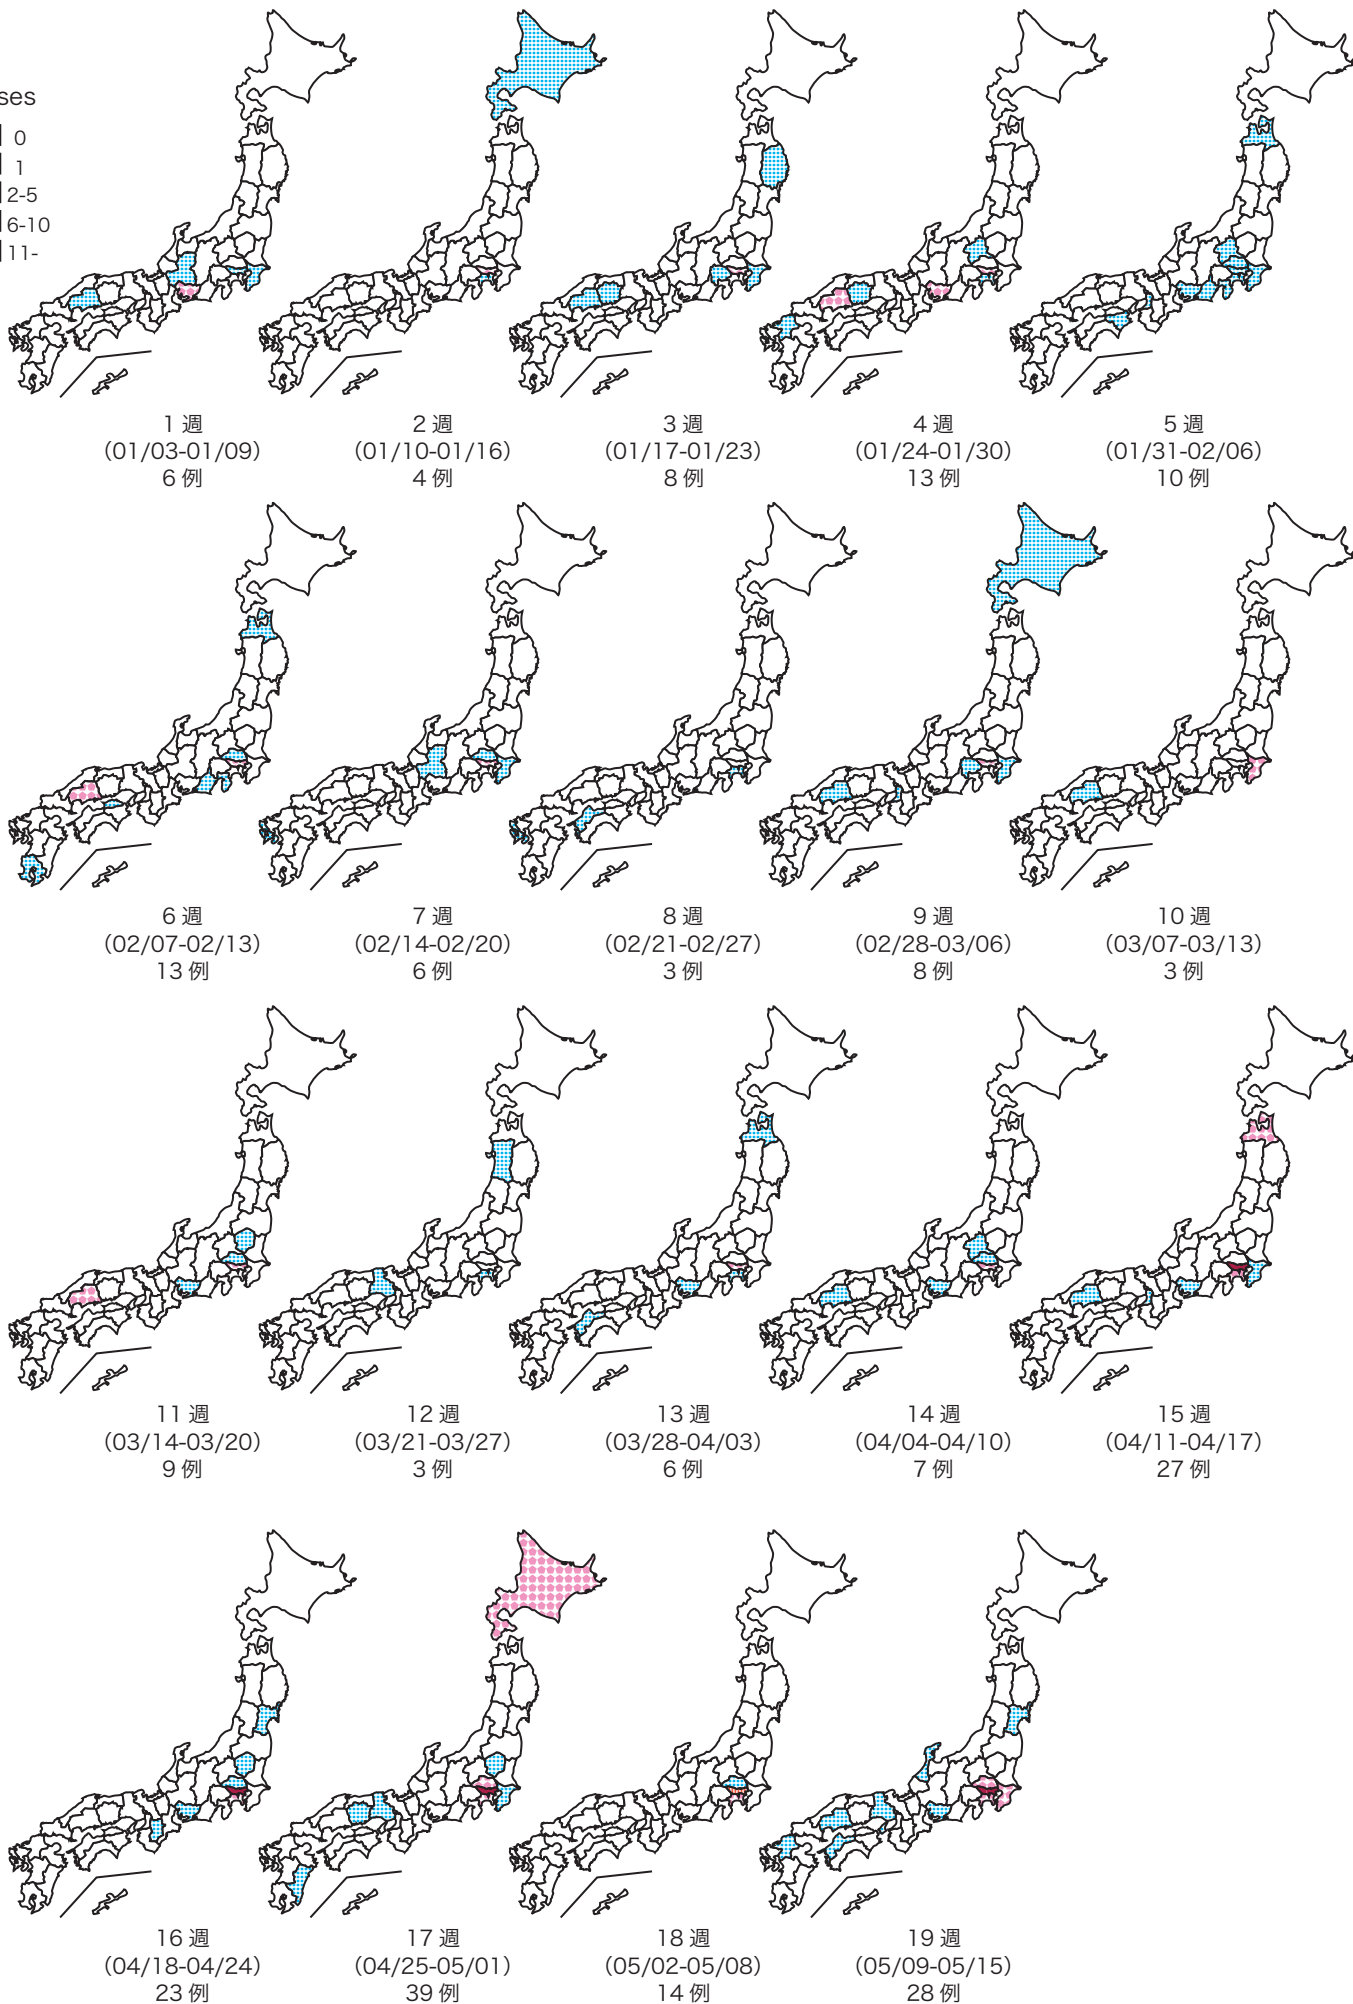 ses
0
1
2-5
6-10
11-
1 週
(01/03-01/09)
6 例
2 週
(01/10-01/16)
4 例
3 週
(01/17-01/23)
8 例
4 週
(01/24-01/30)
13 例
5 週
(01/31-02/06)
10 例
6 週
(02/07-02/13)
13 例
7 週
(02/14-02/20)
6 例
8 週
(02/21-02/27)
3 例
9 週
(02/28-03/06)
8 例
10 週
(03/07-03/13)
3 例
11 週
(03/14-03/20)
9 例
12 週
(03/21-03/27)
3 例
13 週
(03/28-04/03)
6 例
14 週
(04/04-04/10)
7 例
15 週
(04/11-04/17)
27 例
16 週
(04/18-04/24)
23 例
17 週
(04/25-05/01)
39 例
18 週
(05/02-05/08)
14 例
19 週
(05/09-05/15)
28 例